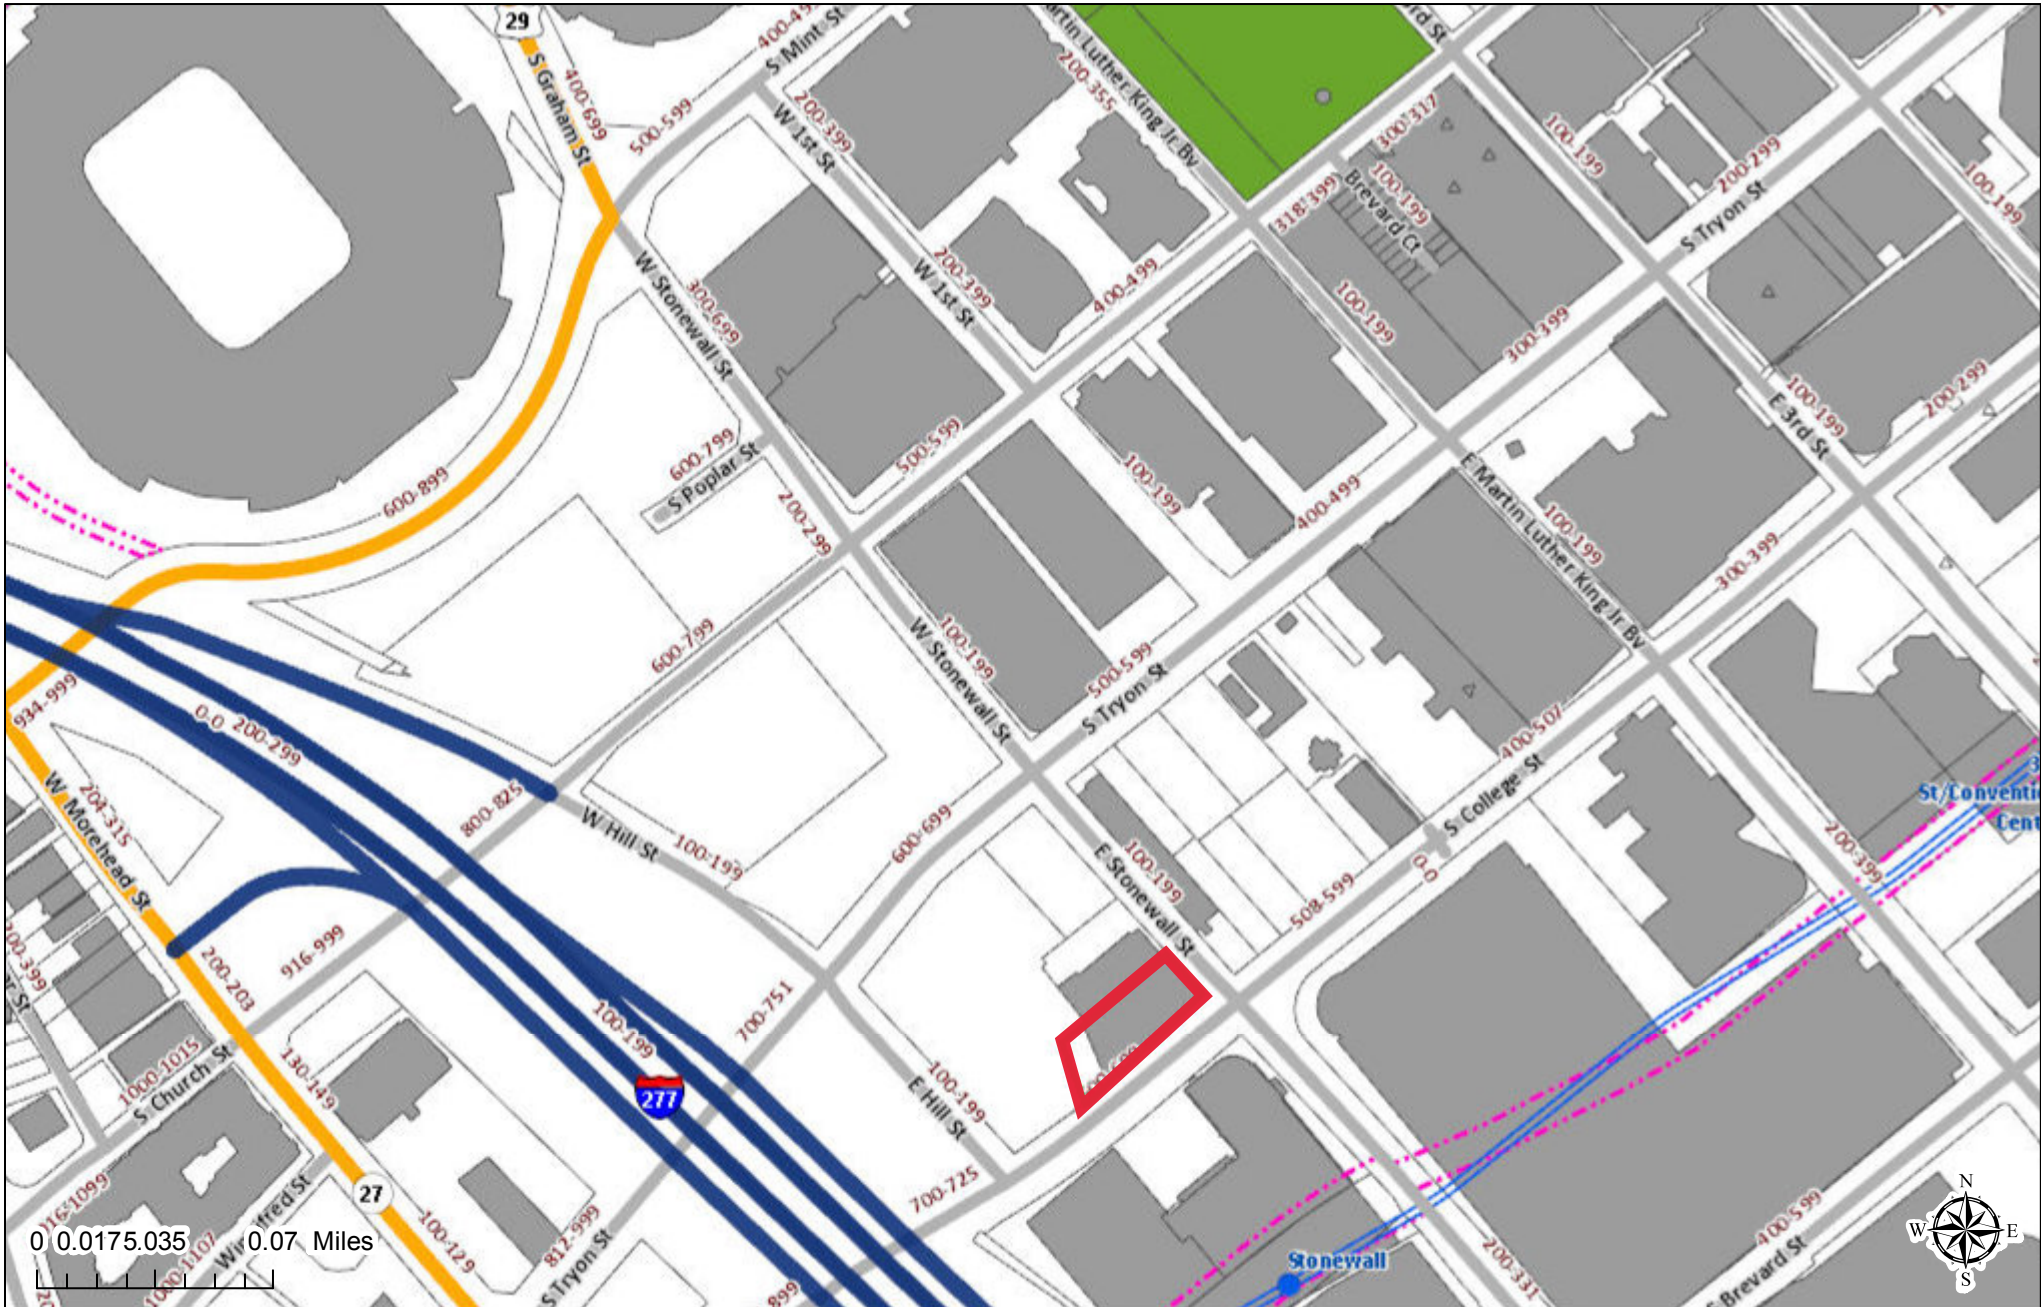 29
S Graham St
400-699
500-599
S Mint St
W 1st St
200-399
200-355
Martin Luther King Jr Bv
300-317
318-399
Brevard Ct
100-199
100-199
200-299
S Tryon St
100-199
W Stonewall St
300-699
W 1st St
200-399
400-499
100-199
300-399
600-799
S Poplar St
500-599
600-899
200-299
100-199
400-499
E Martin Luther King Jr Bv
100-199
E 3rd St
100-199
200-299
300-399
934-999
0-0
200-299
600-799
W Stonewall St
100-199
500-599
S Tryon St
400-507
S College St
W Morehead St
204-315
800-825
W Hill St
100-199
600-699
E Stonewall St
100-199
508-599
0-0
200-399
916-999
200-203
1000-1015
S Church St
130-149
100-199
277
700-751
100-199
E Hill St
700-725
27
100-129
812-999
S Tryon St
Stonewall
200-331
400-599
S Brevard St
0 0.0175.035 0.07 Miles
N
W E
S